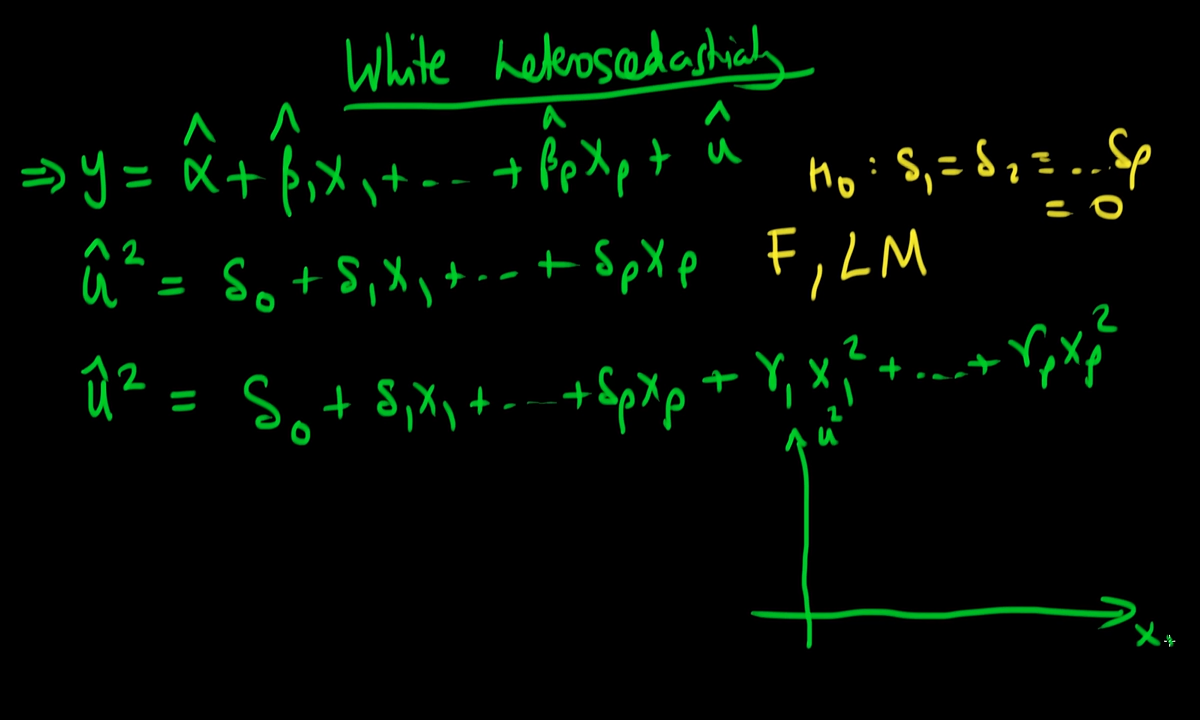 White heteroscedasticity
⇒ y = α̂ + β̂₁x₁ + ... + β̂ₚxₚ + û
H₀ : δ₁ = δ₂ = ... δₚ
= 0
û² = δ₀ + δ₁x₁ + ... + δₚxₚ
F, LM
û² = δ₀ + δ₁x₁ + ... + δₚxₚ + γ₁x₁² + ... + γₚxₚ²
u²
x